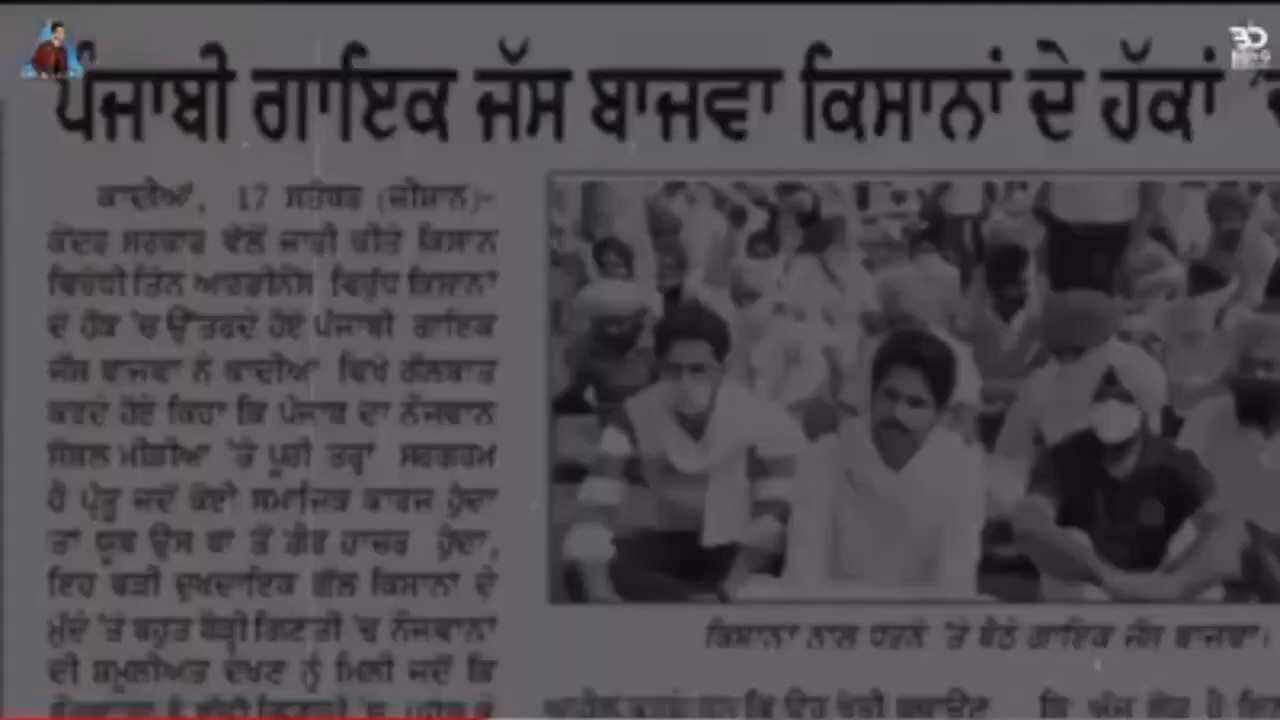 ਪੰਜਾਬੀ ਗਾਇਕ ਜੱਸ ਬਾਜਵਾ ਕਿਸਾਨਾਂ ਦੇ ਹੱਕਾਂ 'ਚ
ਕਾਦੀਆਂ, 17 ਸਤੰਬਰ (ਜ਼ੀਸ਼ਾਨ)-
ਕੇਂਦਰ ਸਰਕਾਰ ਵੱਲੋਂ ਜਾਰੀ ਕੀਤੇ ਕਿਸਾਨ
ਵਿਰੋਧੀ ਤਿੰਨ ਆਰਡੀਨੈਂਸ ਵਿਰੁੱਧ ਕਿਸਾਨਾਂ
ਦੇ ਹੱਕ 'ਚ ਉੱਤਰਦੇ ਹੋਏ ਪੰਜਾਬੀ ਗਾਇਕ
ਜੱਸ ਬਾਜਵਾ ਨੇ ਕਾਦੀਆਂ ਵਿਖੇ ਗੱਲਬਾਤ
ਕਰਦੇ ਹੋਏ ਕਿਹਾ ਕਿ ਪੰਜਾਬ ਦਾ ਨੌਜਵਾਨ
ਸੋਸ਼ਲ ਮੀਡੀਆ 'ਤੇ ਪੂਰੀ ਤਰ੍ਹਾਂ ਸਰਗਰਮ
ਹੈ ਪ੍ਰੰਤੂ ਜਦੋਂ ਕੋਈ ਸਮਾਜਿਕ ਕਾਰਜ ਹੁੰਦਾ
ਤਾਂ ਯੂਥ ਉਸ ਥਾਂ ਤੋਂ ਗੈਰ ਹਾਜ਼ਰ ਹੁੰਦਾ,
ਇਹ ਬੜੀ ਦੁਖਦਾਇਕ ਗੱਲ ਕਿਸਾਨਾਂ ਦੇ
ਮੁੱਦੇ 'ਤੇ ਬਹੁਤ ਥੋੜ੍ਹੀ ਗਿਣਤੀ 'ਚ ਨੌਜਵਾਨਾਂ
ਦੀ ਸ਼ਮੂਲੀਅਤ ਦੇਖਣ ਨੂੰ ਮਿਲੀ ਜਦੋਂ ਕਿ
ਕਿਸਾਨਾਂ ਨਾਲ ਧਰਨੇ 'ਤੇ ਬੈਠੇ ਗਾਇਕ ਜੱਸ ਬਾਜਵਾ।